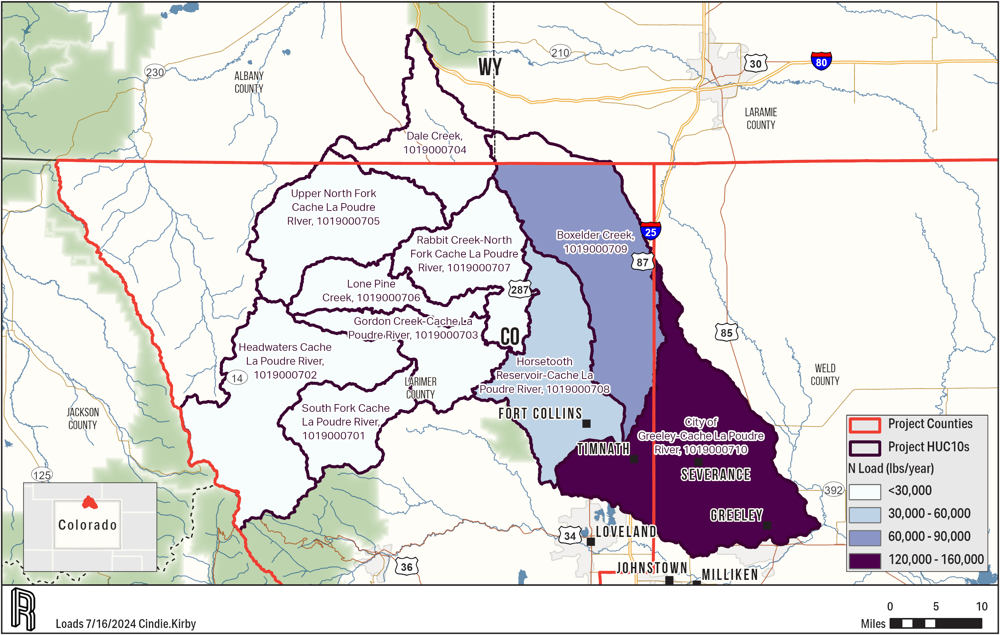 WY
210
30
80
230
ALBANY
COUNTY
LARAMIE
COUNTY
Dale Creek,
1019000704
Upper North Fork
Cache La Poudre
RIver, 1019000705
Boxelder Creek,
1019000709
25
87
Rabbit Creek-North
Fork Cache La Poudre
River, 1019000707
Lone Pine
Creek, 1019000706
287
Gordon Creek-Cache La
Poudre River, 1019000703
CO
85
Headwaters Cache
La Poudre River,
1019000702
14
Horsetooth
Reservoir-Cache La
Poudre River, 1019000708
LARIMER
COUNTY
WELD
COUNTY
JACKSON
COUNTY
South Fork Cache
La Poudre River,
1019000701
FORT COLLINS
City of
Greeley-Cache La Poudre
River, 1019000710
TIMNATH
SEVERANCE
125
392
GREELEY
34
LOVELAND
36
JOHNSTOWN
MILLIKEN
Colorado
Project Counties
Project HUC10s
N Load (lbs/year)
<30,000
30,000 - 60,000
60,000 - 90,000
120,000 - 160,000
R
Loads 7/16/2024 Cindie.Kirby
0 5 10
Miles